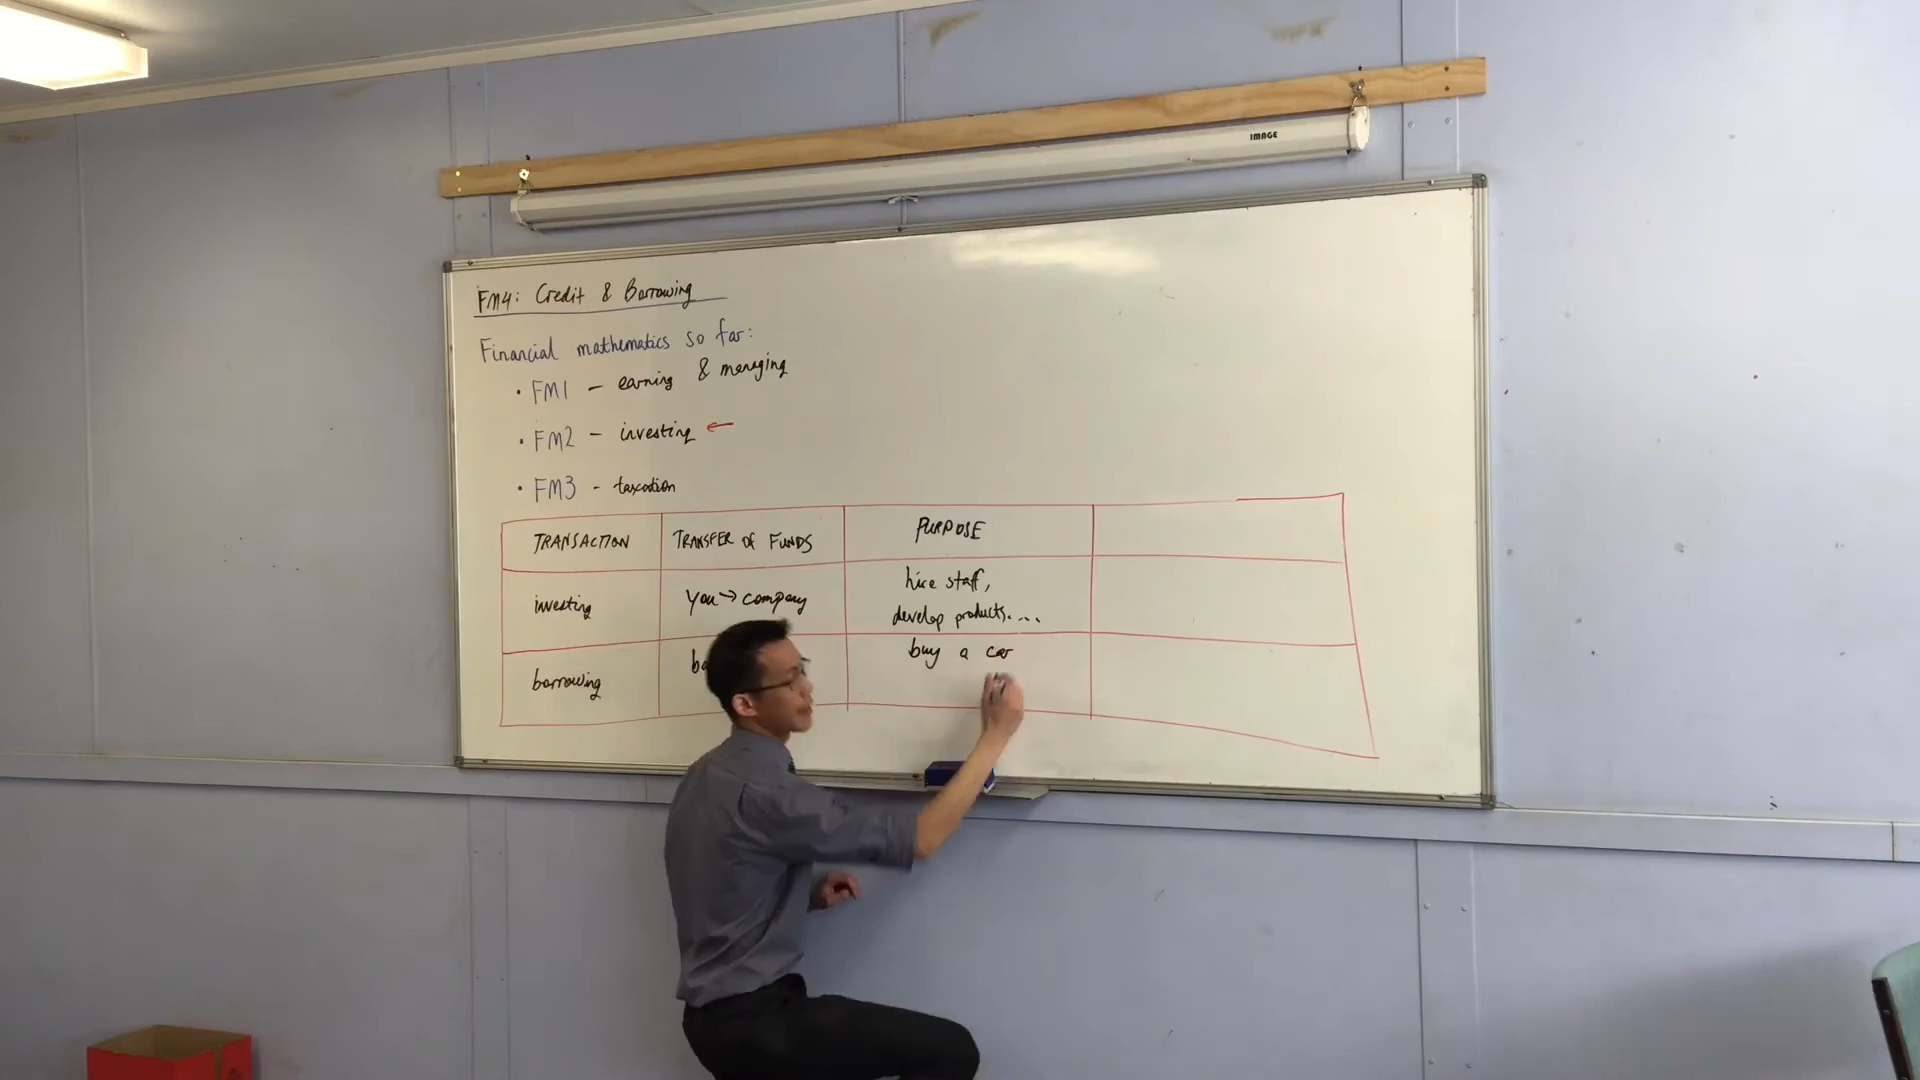 IMAGE
FM4: Credit & Borrowing
Financial mathematics so far:
• FM1 – earning & managing
• FM2 – investing ←
• FM3 - taxation
TRANSACTION TRANSFER OF FUNDS PURPOSE
investing you → company hire staff,
develop products....
borrowing buy a car